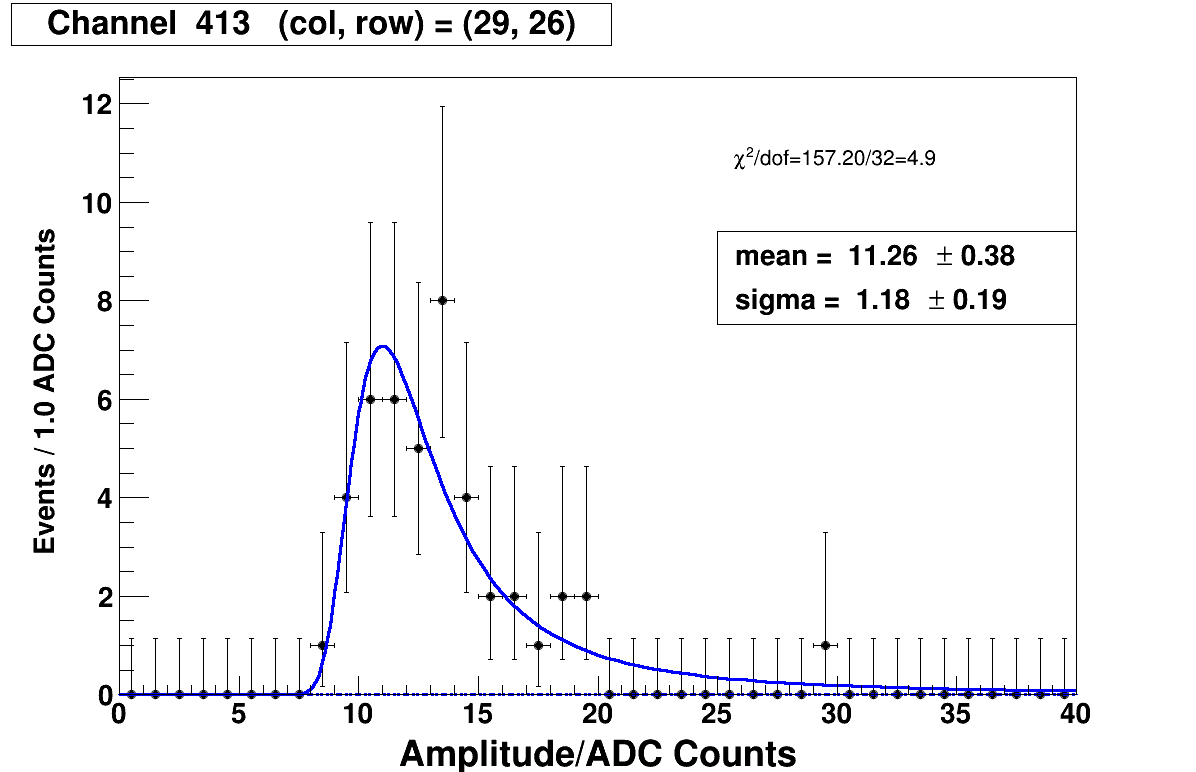 Channel 413 (col, row) = (29, 26)
Events / 1.0 ADC Counts
12
10
8
6
4
2
0
χ²/dof=157.20/32=4.9
mean = 11.26 ± 0.38
sigma = 1.18 ± 0.19
0 5 10 15 20 25 30 35 40
Amplitude/ADC Counts